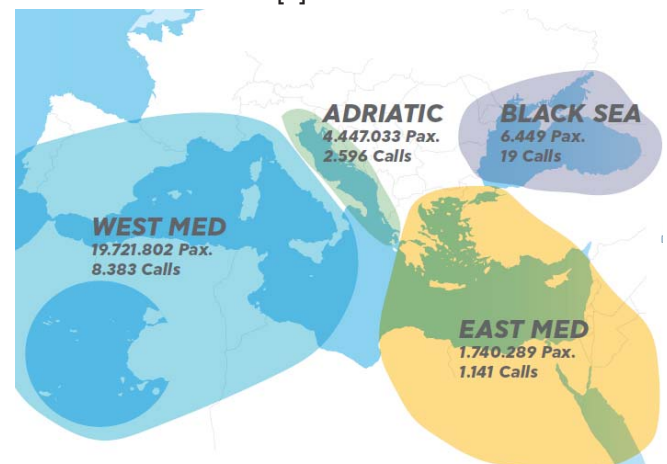 ADRIATIC
4.447.033 Pax.
2.596 Calls
BLACK SEA
6.449 Pax.
19 Calls
WEST MED
19.721.802 Pax.
8.383 Calls
EAST MED
1.740.289 Pax.
1.141 Calls